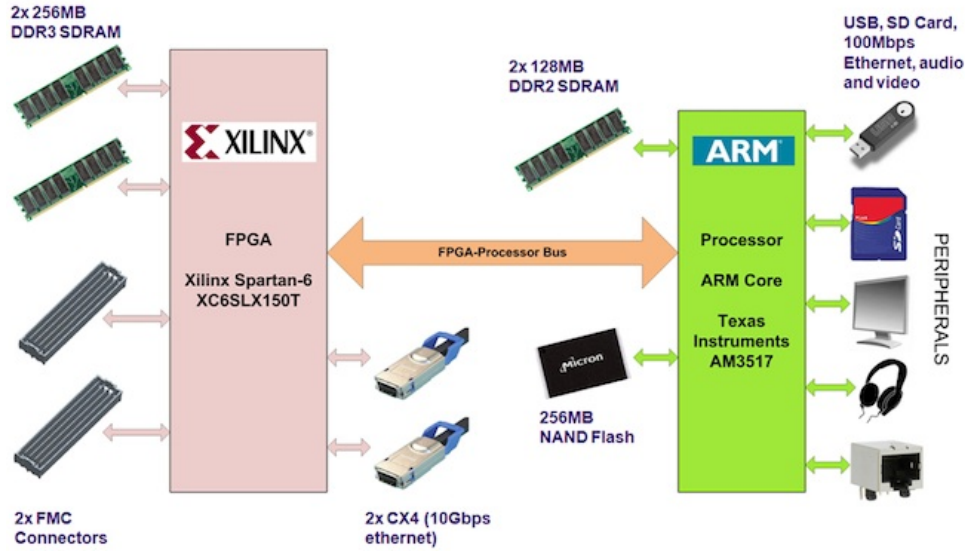 2x 256MB
DDR3 SDRAM
XILINX®
FPGA
Xilinx Spartan-6
XC6SLX150T
2x FMC
Connectors
2x CX4 (10Gbps
ethernet)
FPGA-Processor Bus
2x 128MB
DDR2 SDRAM
Micron
256MB
NAND Flash
ARM
Processor
ARM Core
Texas
Instruments
AM3517
USB, SD Card,
100Mbps
Ethernet, audio
and video
PERIPHERALS